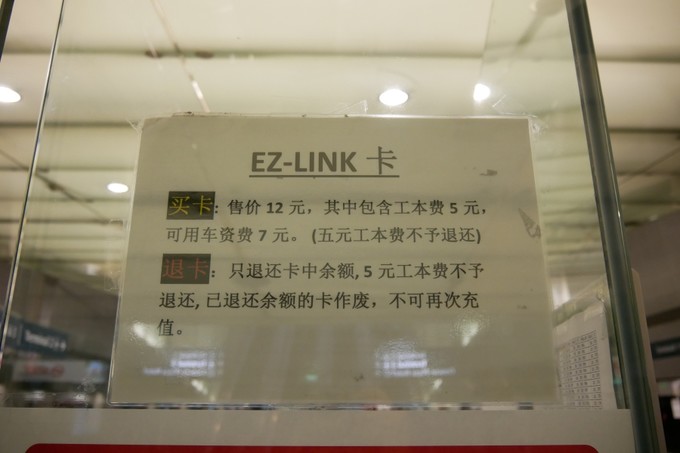 EZ-LINK 卡
买卡：售价 12 元，其中包含工本费 5 元，
可用车资费 7 元。 (五元工本费不予退还)
退卡：只退还卡中余额, 5 元工本费不予
退还, 已退还余额的卡作废，不可再次充
值。